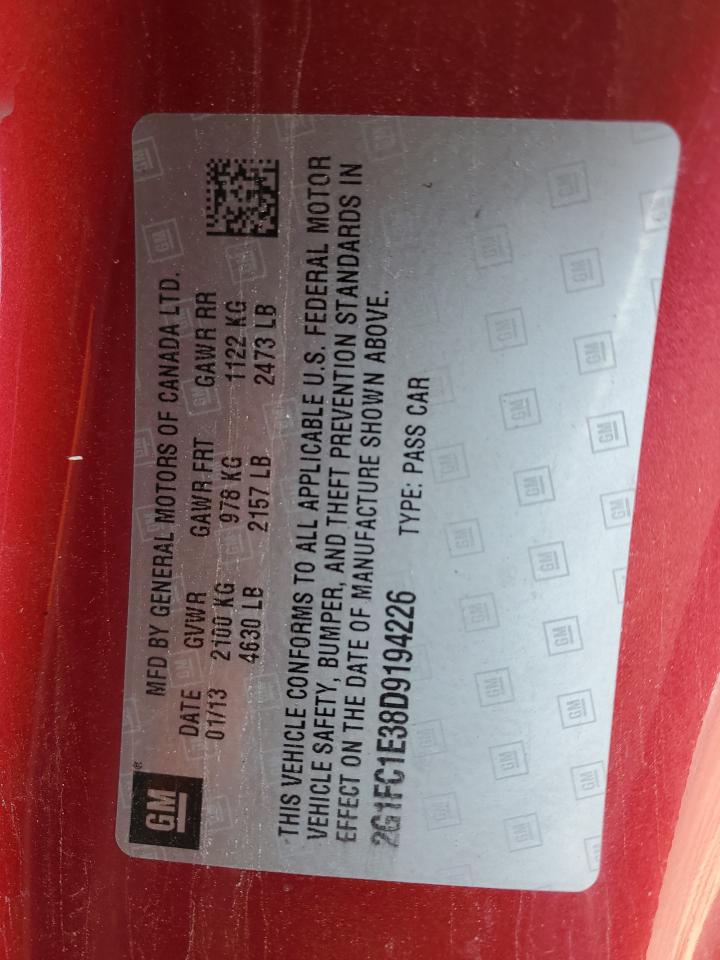 GM®
MFD BY GENERAL MOTORS OF CANADA LTD.
DATE GVWR GAWR FRT GAWR RR
01/13 2100 KG 978 KG 1122 KG
4630 LB 2157 LB 2473 LB
THIS VEHICLE CONFORMS TO ALL APPLICABLE U.S. FEDERAL MOTOR
VEHICLE SAFETY, BUMPER, AND THEFT PREVENTION STANDARDS IN
EFFECT ON THE DATE OF MANUFACTURE SHOWN ABOVE.
2G1FC1E38D9194226 TYPE: PASS CAR